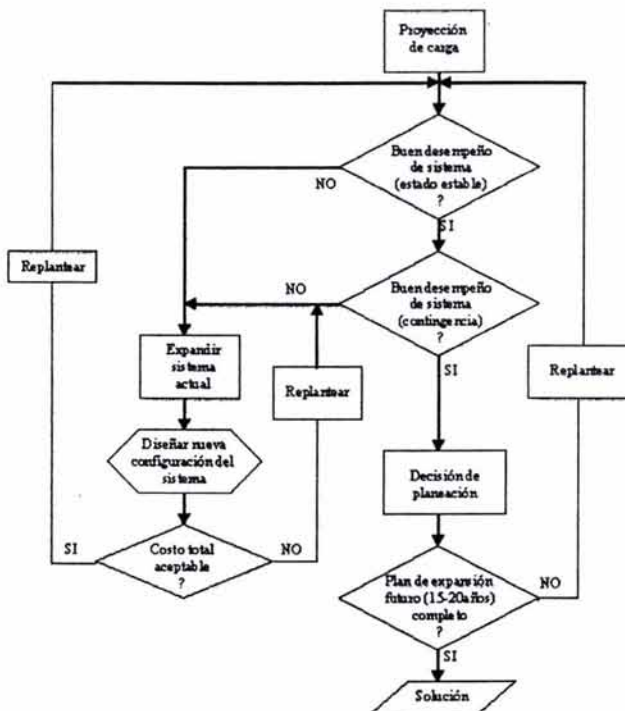 Proyección
de carga
Buen desempeño
de sistema
(estado estable)
?
NO
SI
Replantear
NO
Buen desempeño
de sistema
(contingencia)
?
Expandir
sistema
actual
Replantear
SI
Replantear
Diseñar nueva
configuración del
sistema
Decisión de
planeación
SI
Costo total
aceptable
?
NO
Plan de expansión
futuro (15-20años)
completo
?
NO
SI
Solución